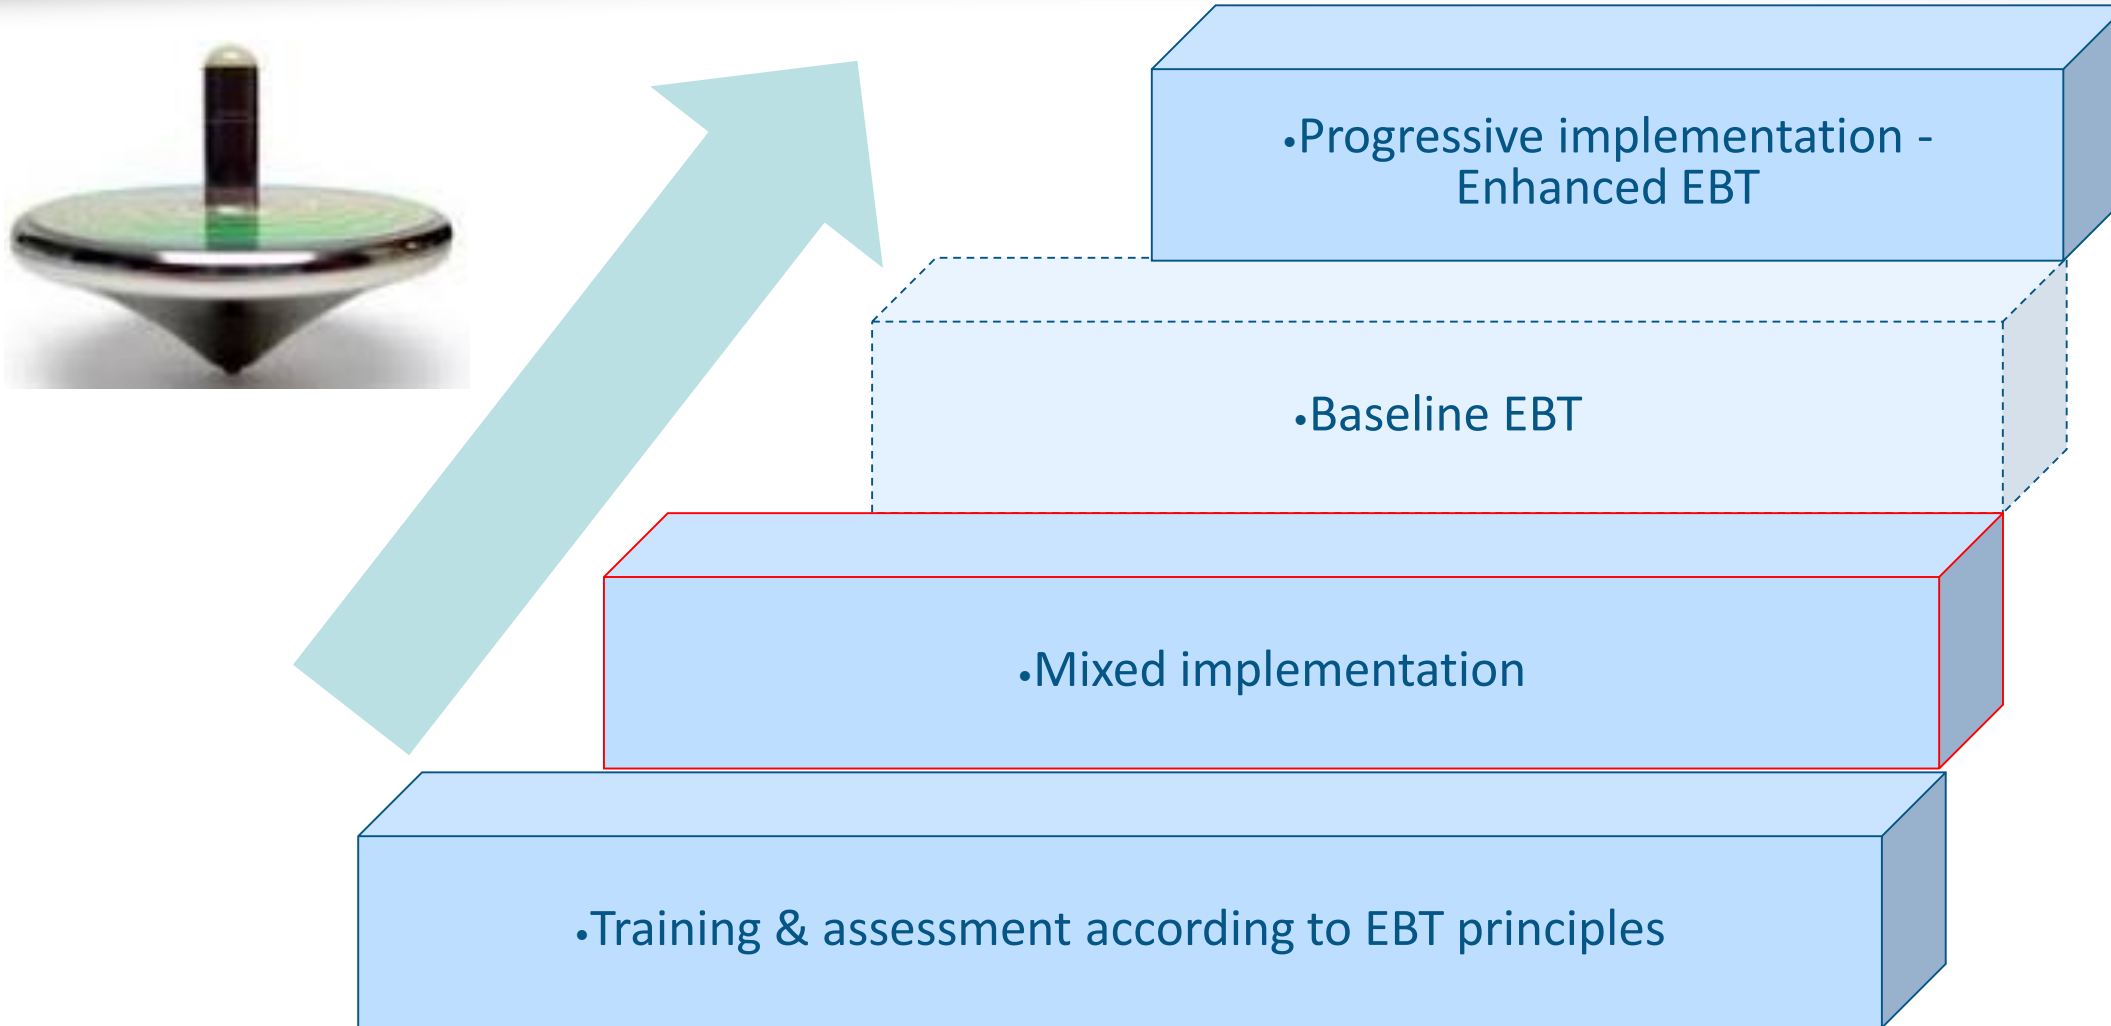 •Progressive implementation -
Enhanced EBT
•Baseline EBT
•Mixed implementation
•Training & assessment according to EBT principles